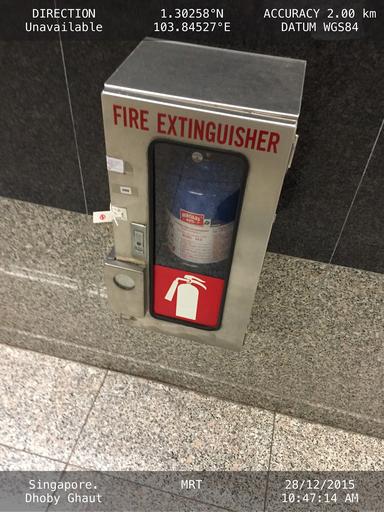 DIRECTION 1.30258°N ACCURACY 2.00 km
Unavailable 103.84527°E DATUM WGS84
FIRE EXTINGUISHER
Singapore. MRT 28/12/2015
Dhoby Ghaut 10:47:14 AM